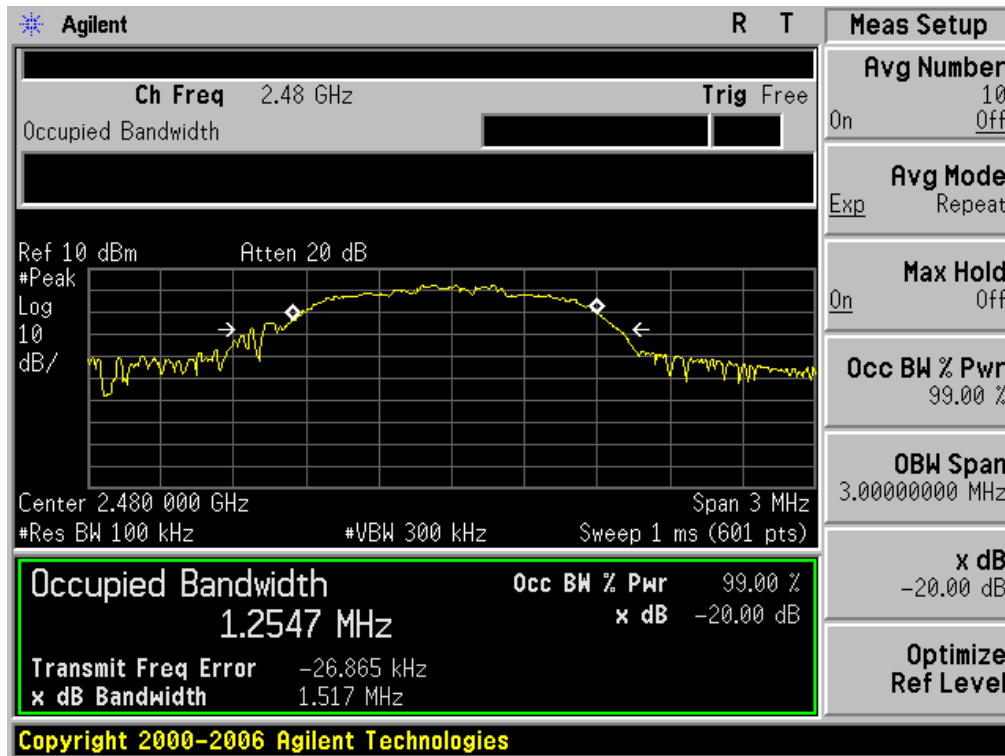 Agilent R T
Ch Freq 2.48 GHz Trig Free
Occupied Bandwidth
Ref 10 dBm Atten 20 dB
#Peak
Log
10
dB/
Center 2.480 000 GHz Span 3 MHz
#Res BW 100 kHz #VBW 300 kHz Sweep 1 ms (601 pts)
Occupied Bandwidth Occ BW % Pwr 99.00 %
1.2547 MHz x dB -20.00 dB
Transmit Freq Error -26.865 kHz
x dB Bandwidth 1.517 MHz
Copyright 2000-2006 Agilent Technologies
Meas Setup
Avg Number
10
On Off
Avg Mode
Exp Repeat
Max Hold
On Off
Occ BW % Pwr
99.00 %
OBW Span
3.00000000 MHz
x dB
-20.00 dB
Optimize
Ref Level